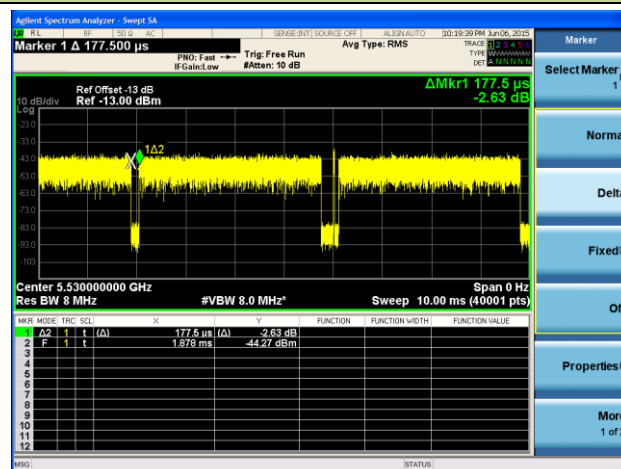 Agilent Spectrum Analyzer - Swept SA
RL RF 50 Ω AC SENSE:INT SOURCE OFF ALIGN AUTO 10:19:39 PM Jun 06, 2015
Marker 1 Δ 177.500 µs
PNO: Fast
IFGain:Low
Trig: Free Run
#Atten: 10 dB
Avg Type: RMS
TRACE 1 2 3 4 5 6
TYPE
DET A N N N N N
Marker
Select Marker
1
Norma
Delta
Fixed
Of
Properties
More
1 of
ΔMkr1 177.5 µs
-2.63 dB
Ref Offset -13 dB
10 dB/div Ref -13.00 dBm
Log
-23.0
-33.0
-43.0
-53.0
-63.0
-73.0
-83.0
-93.0
-103
1Δ2
Center 5.530000000 GHz Span 0 Hz
Res BW 8 MHz #VBW 8.0 MHz* Sweep 10.00 ms (40001 pts)
MKR MODE TRC SCL X Y FUNCTION FUNCTION WIDTH FUNCTION VALUE
1 Δ2 1 t (Δ) 177.5 µs (Δ) -2.63 dB
2 F 1 t 1.878 ms -44.27 dBm
3
4
5
6
7
8
9
10
11
12
MSG STATUS